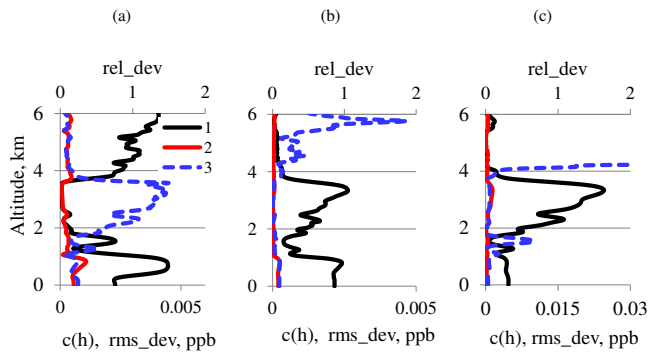 (a) (b) (c)
rel_dev rel_dev rel_dev
0 1 2 0 1 2 0 1 2
6 6 6
1
2
3
4 4 4
2 2 2
0 0 0
Altitude, km
0 0.005 0 0.005 0 0.015 0.03
c(h), rms_dev, ppb c(h), rms_dev, ppb c(h), rms_dev, ppb